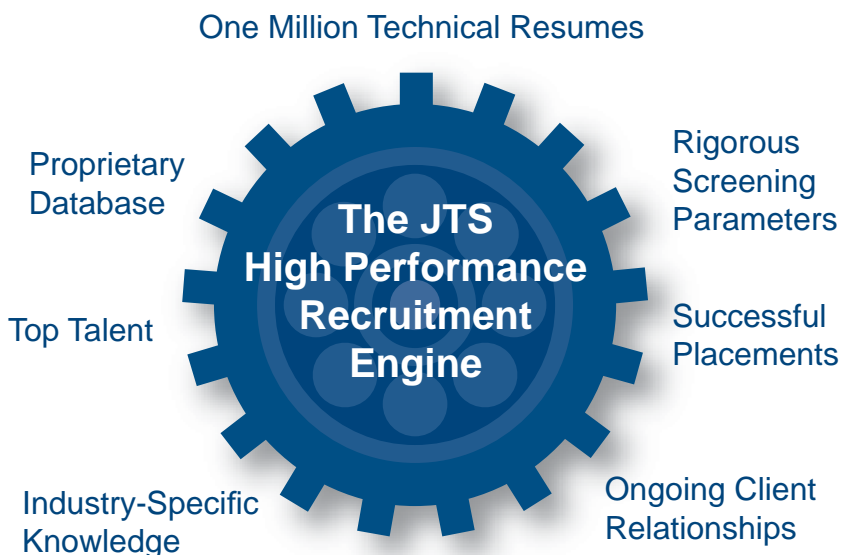 One Million Technical Resumes
Proprietary
Database
Rigorous
Screening
Parameters
The JTS
High Performance
Recruitment
Engine
Top Talent
Successful
Placements
Industry-Specific
Knowledge
Ongoing Client
Relationships